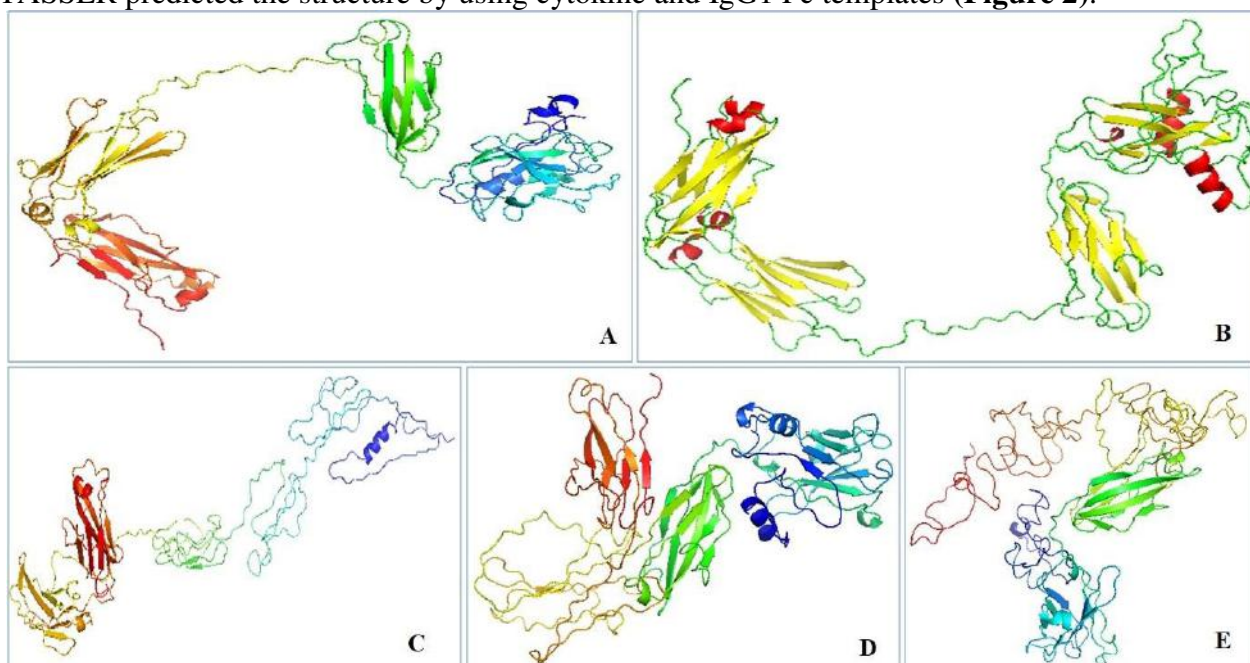 TASSER predicted the structure by using cytokine and IgG1 Fc templates (Figure 2).
A
B
C
D
E